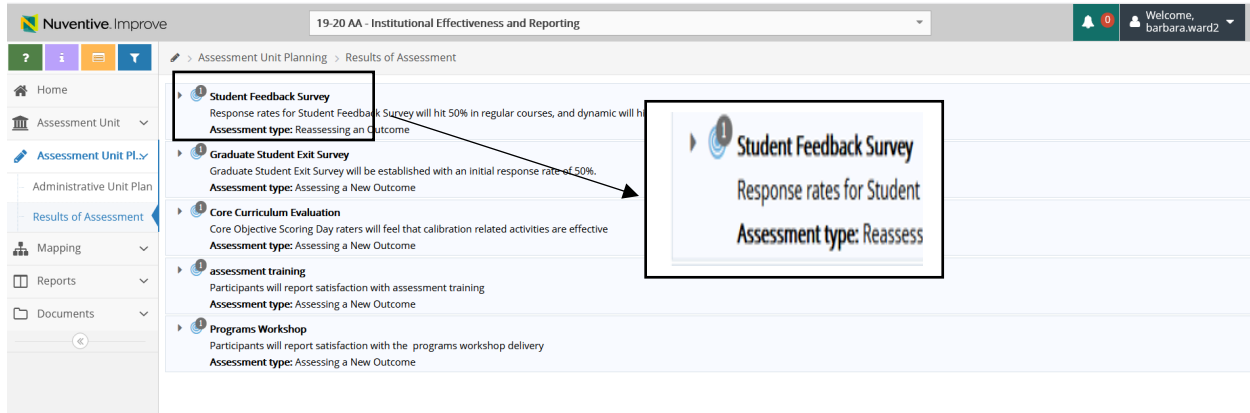 Nuventive. Improve
19-20 AA - Institutional Effectiveness and Reporting
0
Welcome,
barbara.ward2
? i
> Assessment Unit Planning > Results of Assessment
Home
Assessment Unit
Assessment Unit Pl...
Administrative Unit Plan
Results of Assessment
Mapping
Reports
Documents
1
Student Feedback Survey
Response rates for Student Feedback Survey will hit 50% in regular courses, and dynamic will hi
Assessment type: Reassessing an Outcome
1
Graduate Student Exit Survey
Graduate Student Exit Survey will be established with an initial response rate of 50%.
Assessment type: Assessing a New Outcome
1
Core Curriculum Evaluation
Core Objective Scoring Day raters will feel that calibration related activities are effective
Assessment type: Assessing a New Outcome
1
assessment training
Participants will report satisfaction with assessment training
Assessment type: Assessing a New Outcome
1
Programs Workshop
Participants will report satisfaction with the programs workshop delivery
Assessment type: Assessing a New Outcome
1
Student Feedback Survey
Response rates for Student
Assessment type: Reassess